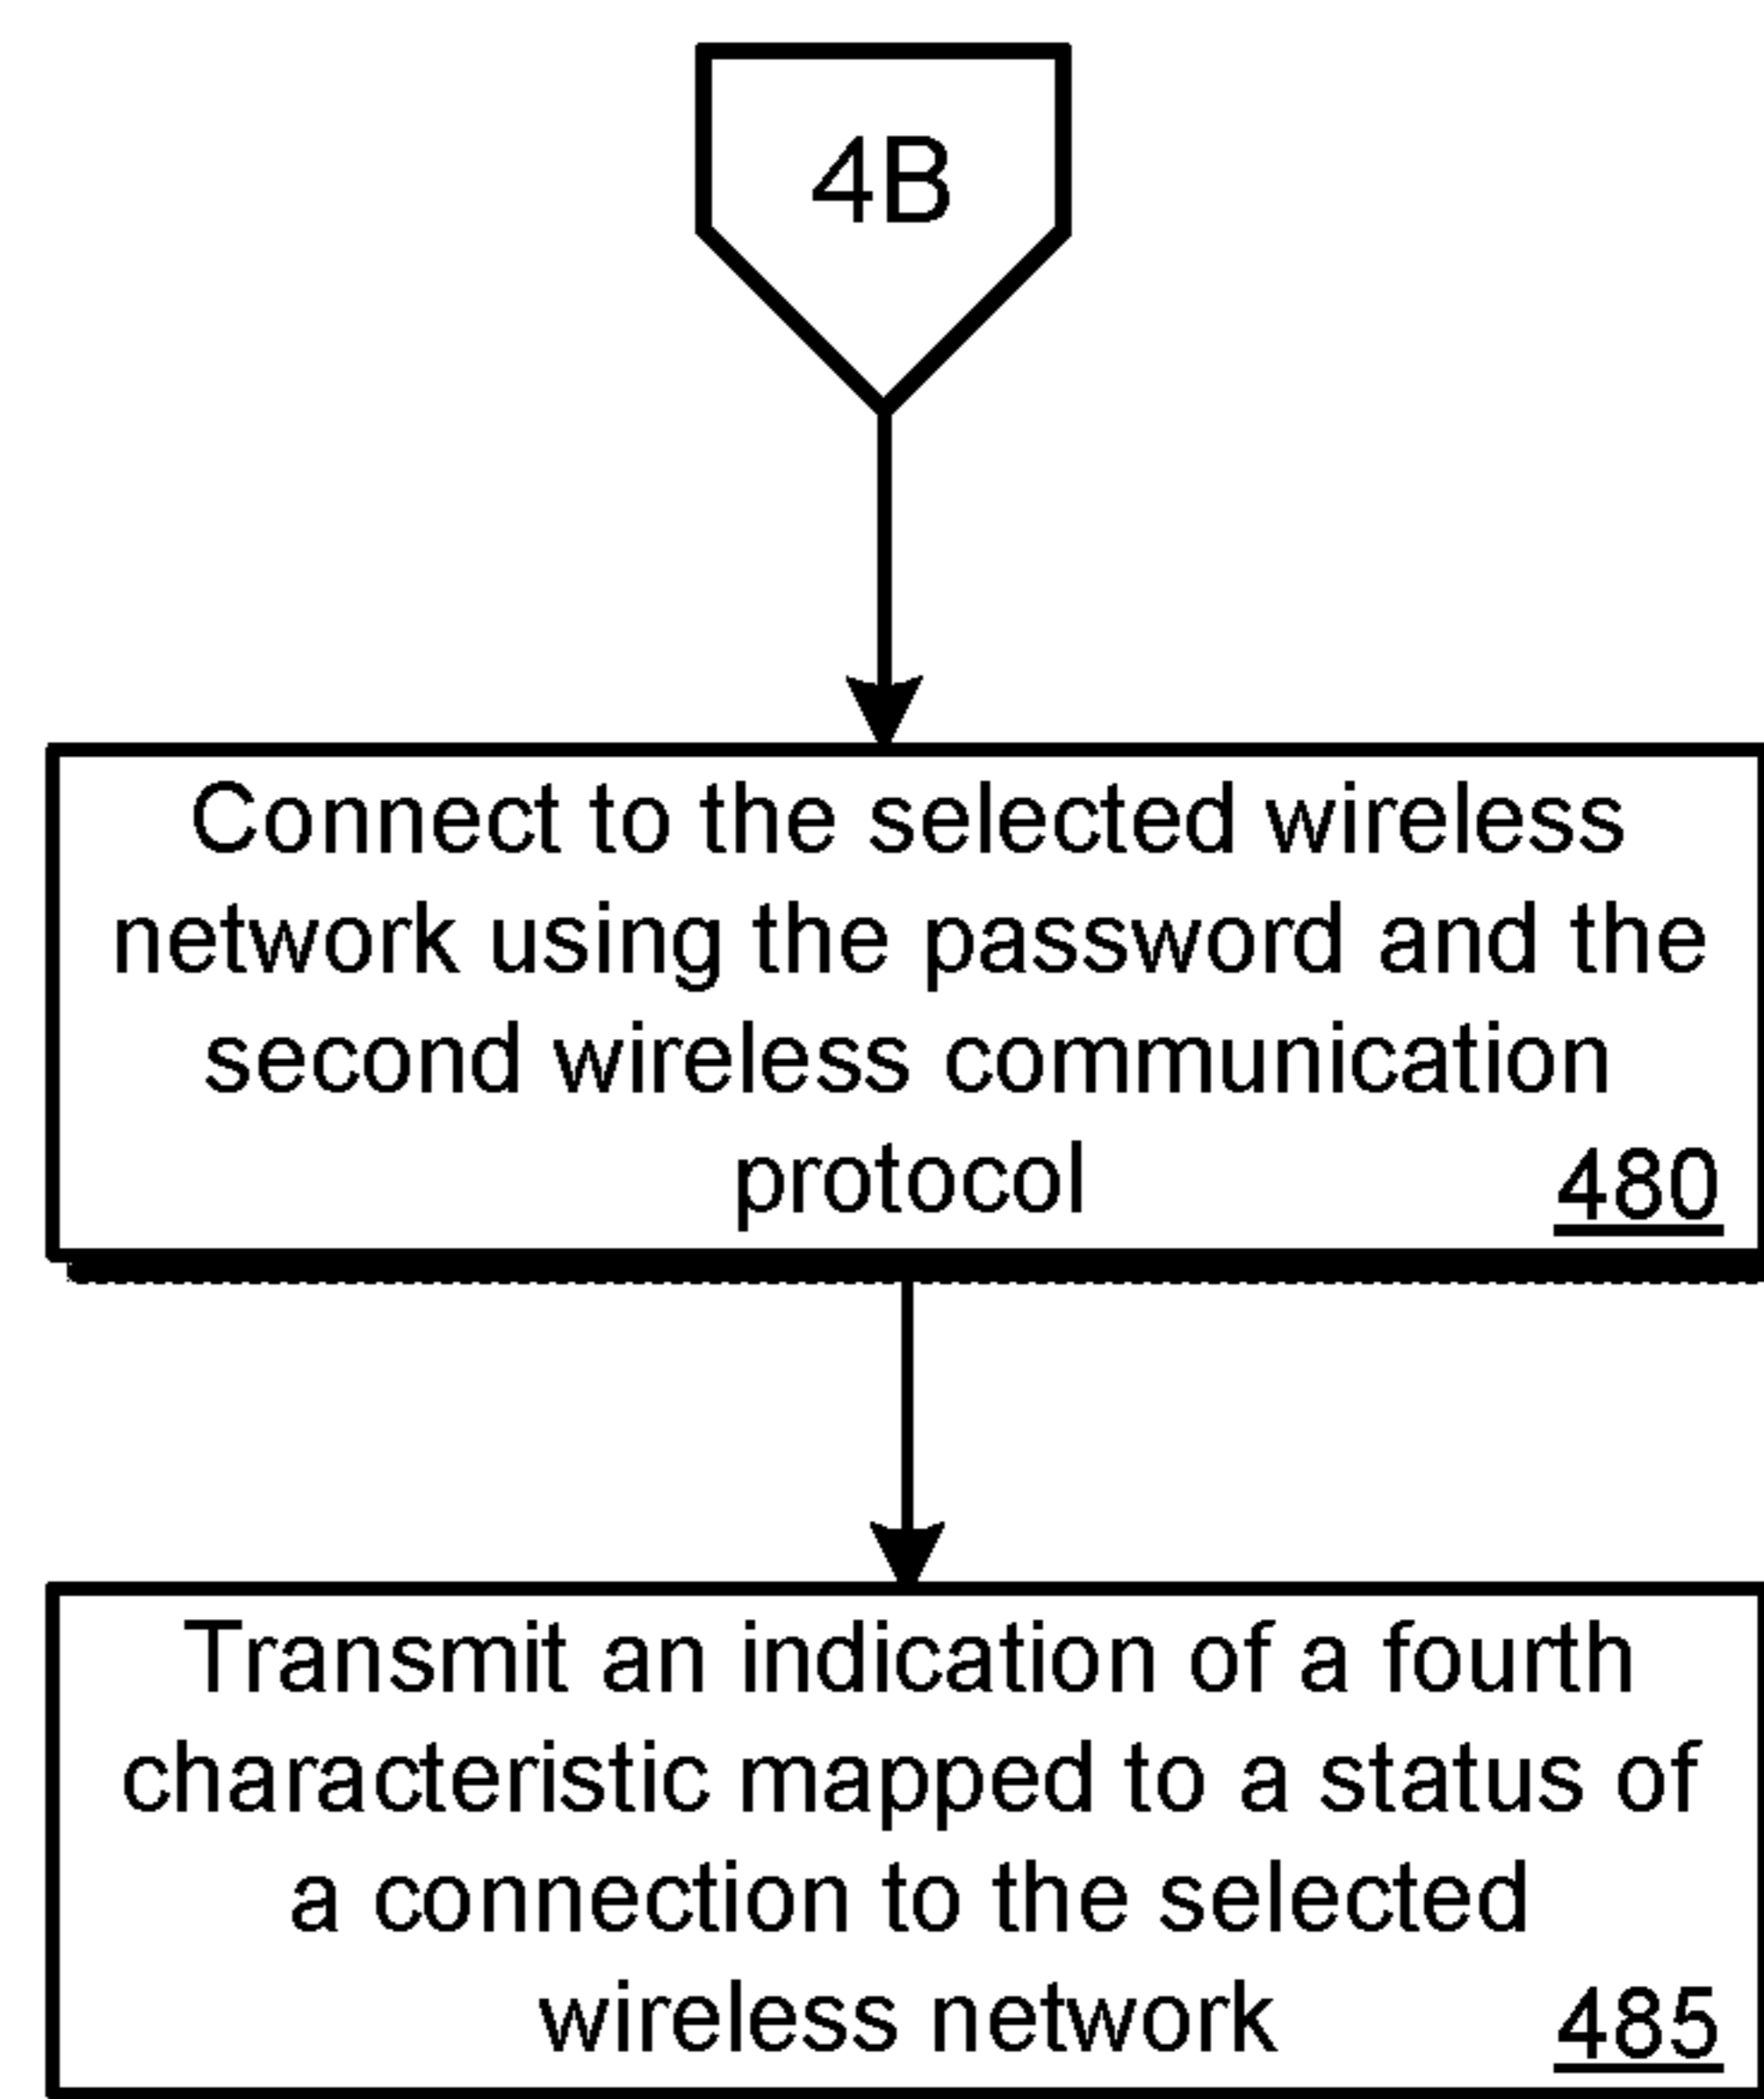 4B
Connect to the selected wireless
network using the password and the
second wireless communication
protocol 480
Transmit an indication of a fourth
characteristic mapped to a status of
a connection to the selected
wireless network 485